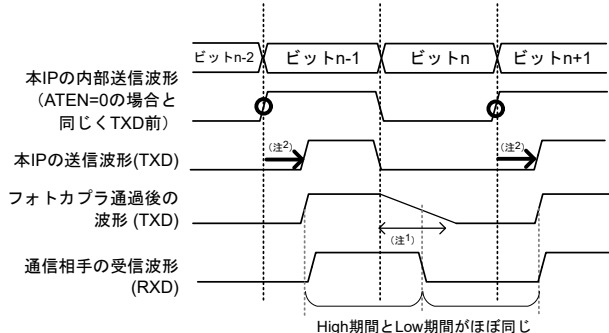 ビットn-2 ビットn-1 ビットn ビットn+1
本IPの内部送信波形
（ATEN=0の場合と
同じくTXD前）
（注2） （注2）
本IPの送信波形(TXD)
フォトカプラ通過後の
波形 (TXD)
（注1）
通信相手の受信波形
(RXD)
High期間とLow期間がほぼ同じ